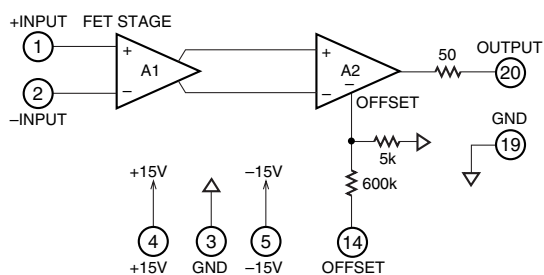 +INPUT
FET STAGE
1
+
–
A1
2
–INPUT
+
–
A2
–
OFFSET
50
OUTPUT
20
5k
600k
GND
19
+15V
–15V
4
3
5
14
+15V
GND
–15V
OFFSET